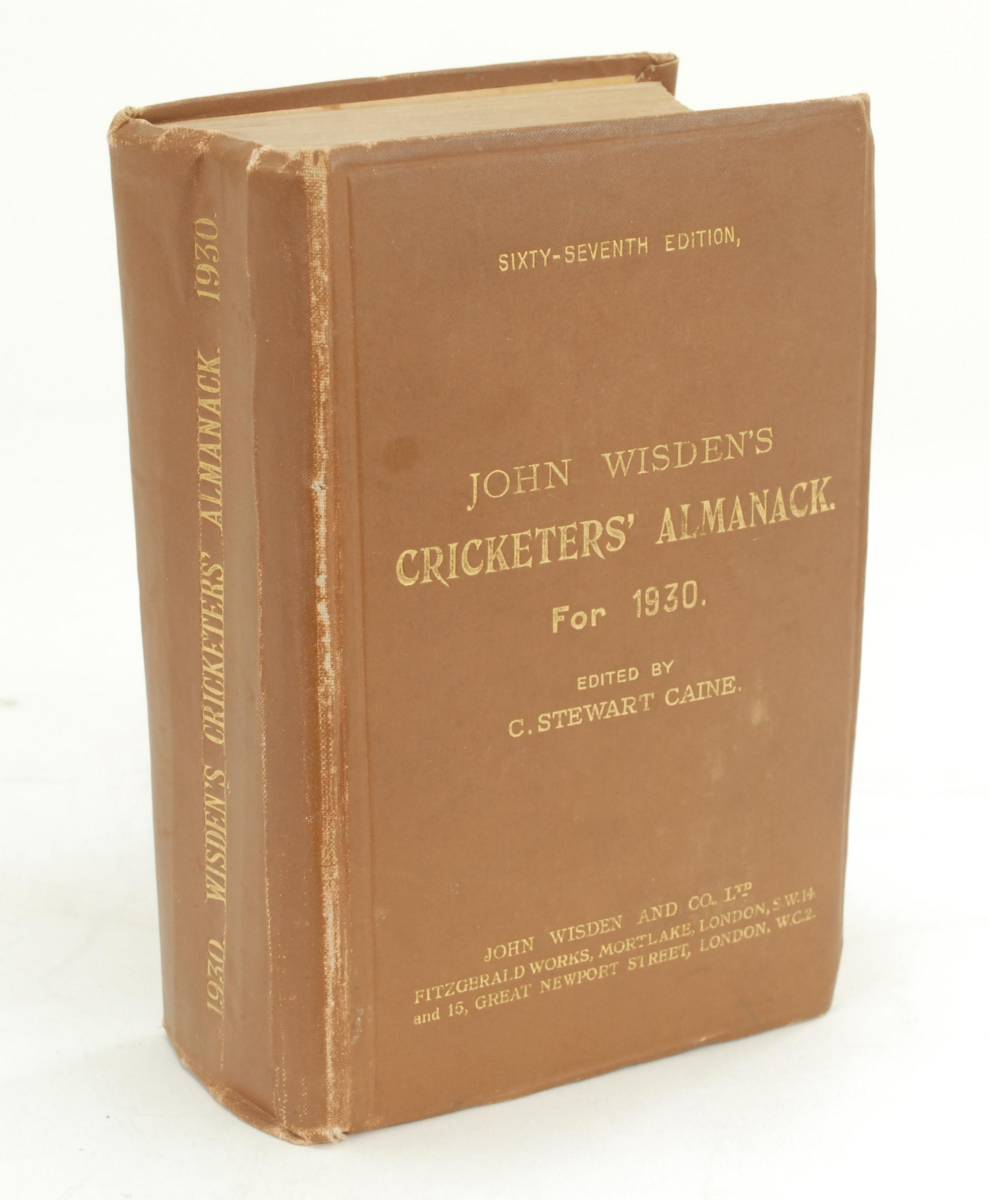 1930. WISDEN'S CRICKETERS' ALMANACK. 1930.
SIXTY-SEVENTH EDITION,
JOHN WISDEN'S
CRICKETERS' ALMANACK.
For 1930.
EDITED BY
C. STEWART CAINE.
JOHN WISDEN AND CO. LTD
FITZGERALD WORKS, MORTLAKE, LONDON, S.W.14
and 15, GREAT NEWPORT STREET, LONDON, W.C.2.